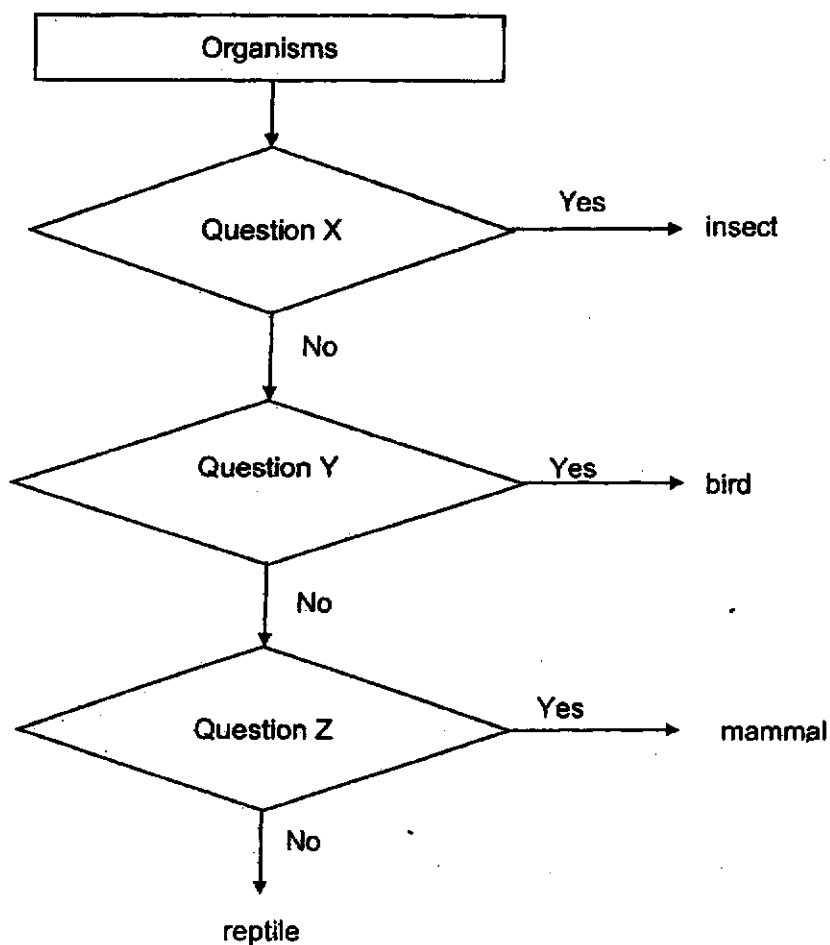 Organisms
Question X
Yes
insect
No
Question Y
Yes
bird
No
Question Z
Yes
mammal
No
reptile